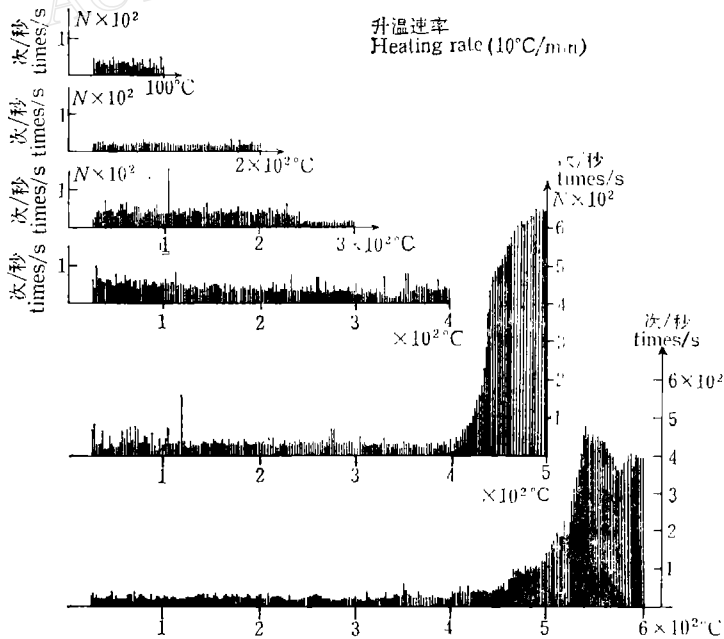 升温速率
Heating rate (10°C/min)
N×10²
次/秒
times/s
1
100°C
N×10²
次/秒
times/s
1
2×10²°C
N×10²
次/秒
times/s
1
1 2 3×10²°C
次/秒
times/s
1
1 2 3 4
×10²°C
次/秒
times/s
N×10²
6
5
4
3
2
1
1 2 3 4 5
×10²°C
次/秒
times/s
6×10²
5
4
3
2
1
1 2 3 4 5 6×10²°C